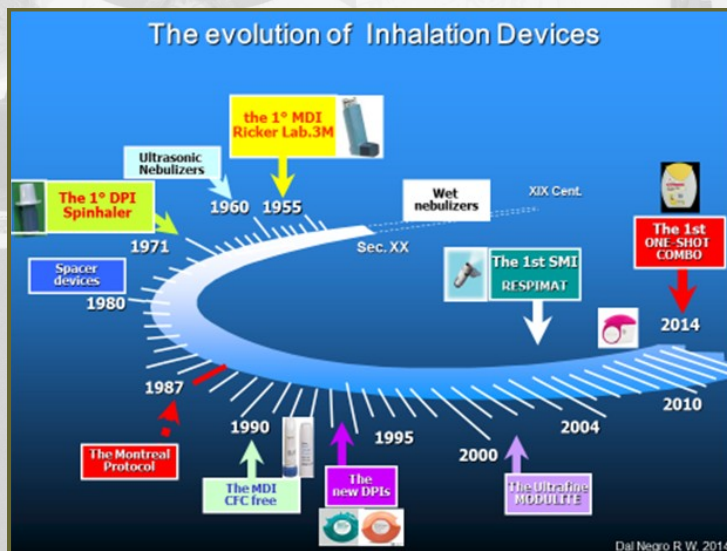 The evolution of Inhalation Devices
the 1° MDI
Ricker Lab.3M
Ultrasonic
Nebulizers
1960
1955
Wet
nebulizers
XIX Cent.
Sec. XX
The 1° DPI
Spinhaler
1971
Spacer
devices
1980
The 1st SMI
RESPIMAT
The 1st
ONE-SHOT
COMBO
2014
1987
1990
1995
2000
2004
2010
The Montreal
Protocol
The MDI
CFC free
The
new DPIs
The Ultrafine
MODULITE
Dal Negro R.W. 2014